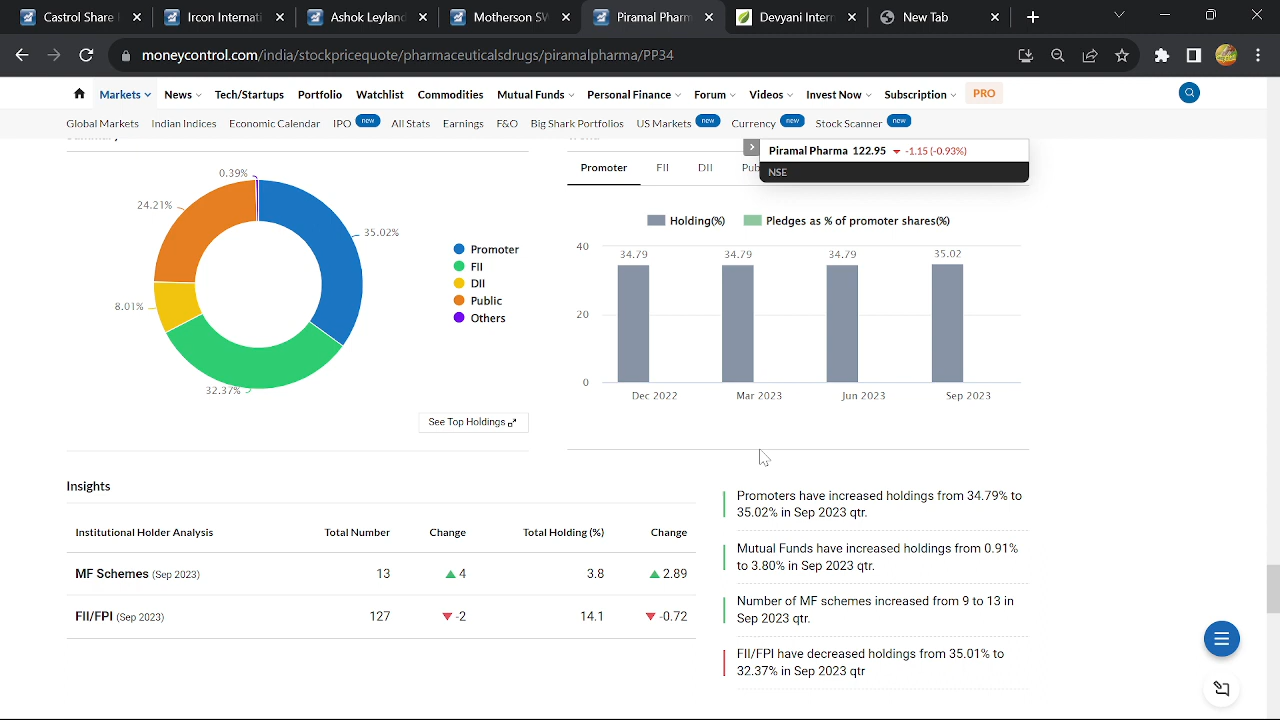 Castrol Share
Ircon Internati
Ashok Leylan
Motherson SW
Piramal Pharm
Devyani Intern
New Tab
moneycontrol.com/india/stockpricequote/pharmaceuticalsdrugs/piramalpharma/PP34
Markets News Tech/Startups Portfolio Watchlist Commodities Mutual Funds Personal Finance Forum Videos Invest Now Subscription PRO
Global Markets Indian Indices Economic Calendar IPO new All Stats Earnings F&O Big Shark Portfolios US Markets new Currency new Stock Scanner new
Piramal Pharma 122.95 -1.15 (-0.93%)
NSE
Promoter FII DII
0.39%
24.21%
35.02%
8.01%
32.37%
Promoter
FII
DII
Public
Others
See Top Holdings
Holding(%) Pledges as % of promoter shares(%)
40
20
0
34.79 34.79 34.79 35.02
Dec 2022 Mar 2023 Jun 2023 Sep 2023
Insights
Institutional Holder Analysis Total Number Change Total Holding (%) Change
MF Schemes (Sep 2023) 13 4 3.8 2.89
FII/FPI (Sep 2023) 127 -2 14.1 -0.72
Promoters have increased holdings from 34.79% to
35.02% in Sep 2023 qtr.
Mutual Funds have increased holdings from 0.91%
to 3.80% in Sep 2023 qtr.
Number of MF schemes increased from 9 to 13 in
Sep 2023 qtr.
FII/FPI have decreased holdings from 35.01% to
32.37% in Sep 2023 qtr